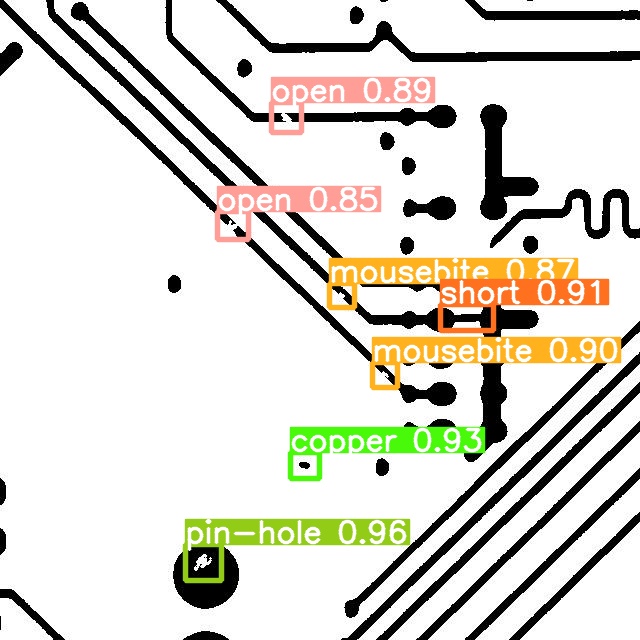 open 0.89
open 0.85
mousebite 0.87
short 0.91
mousebite 0.90
copper 0.93
pin-hole 0.96